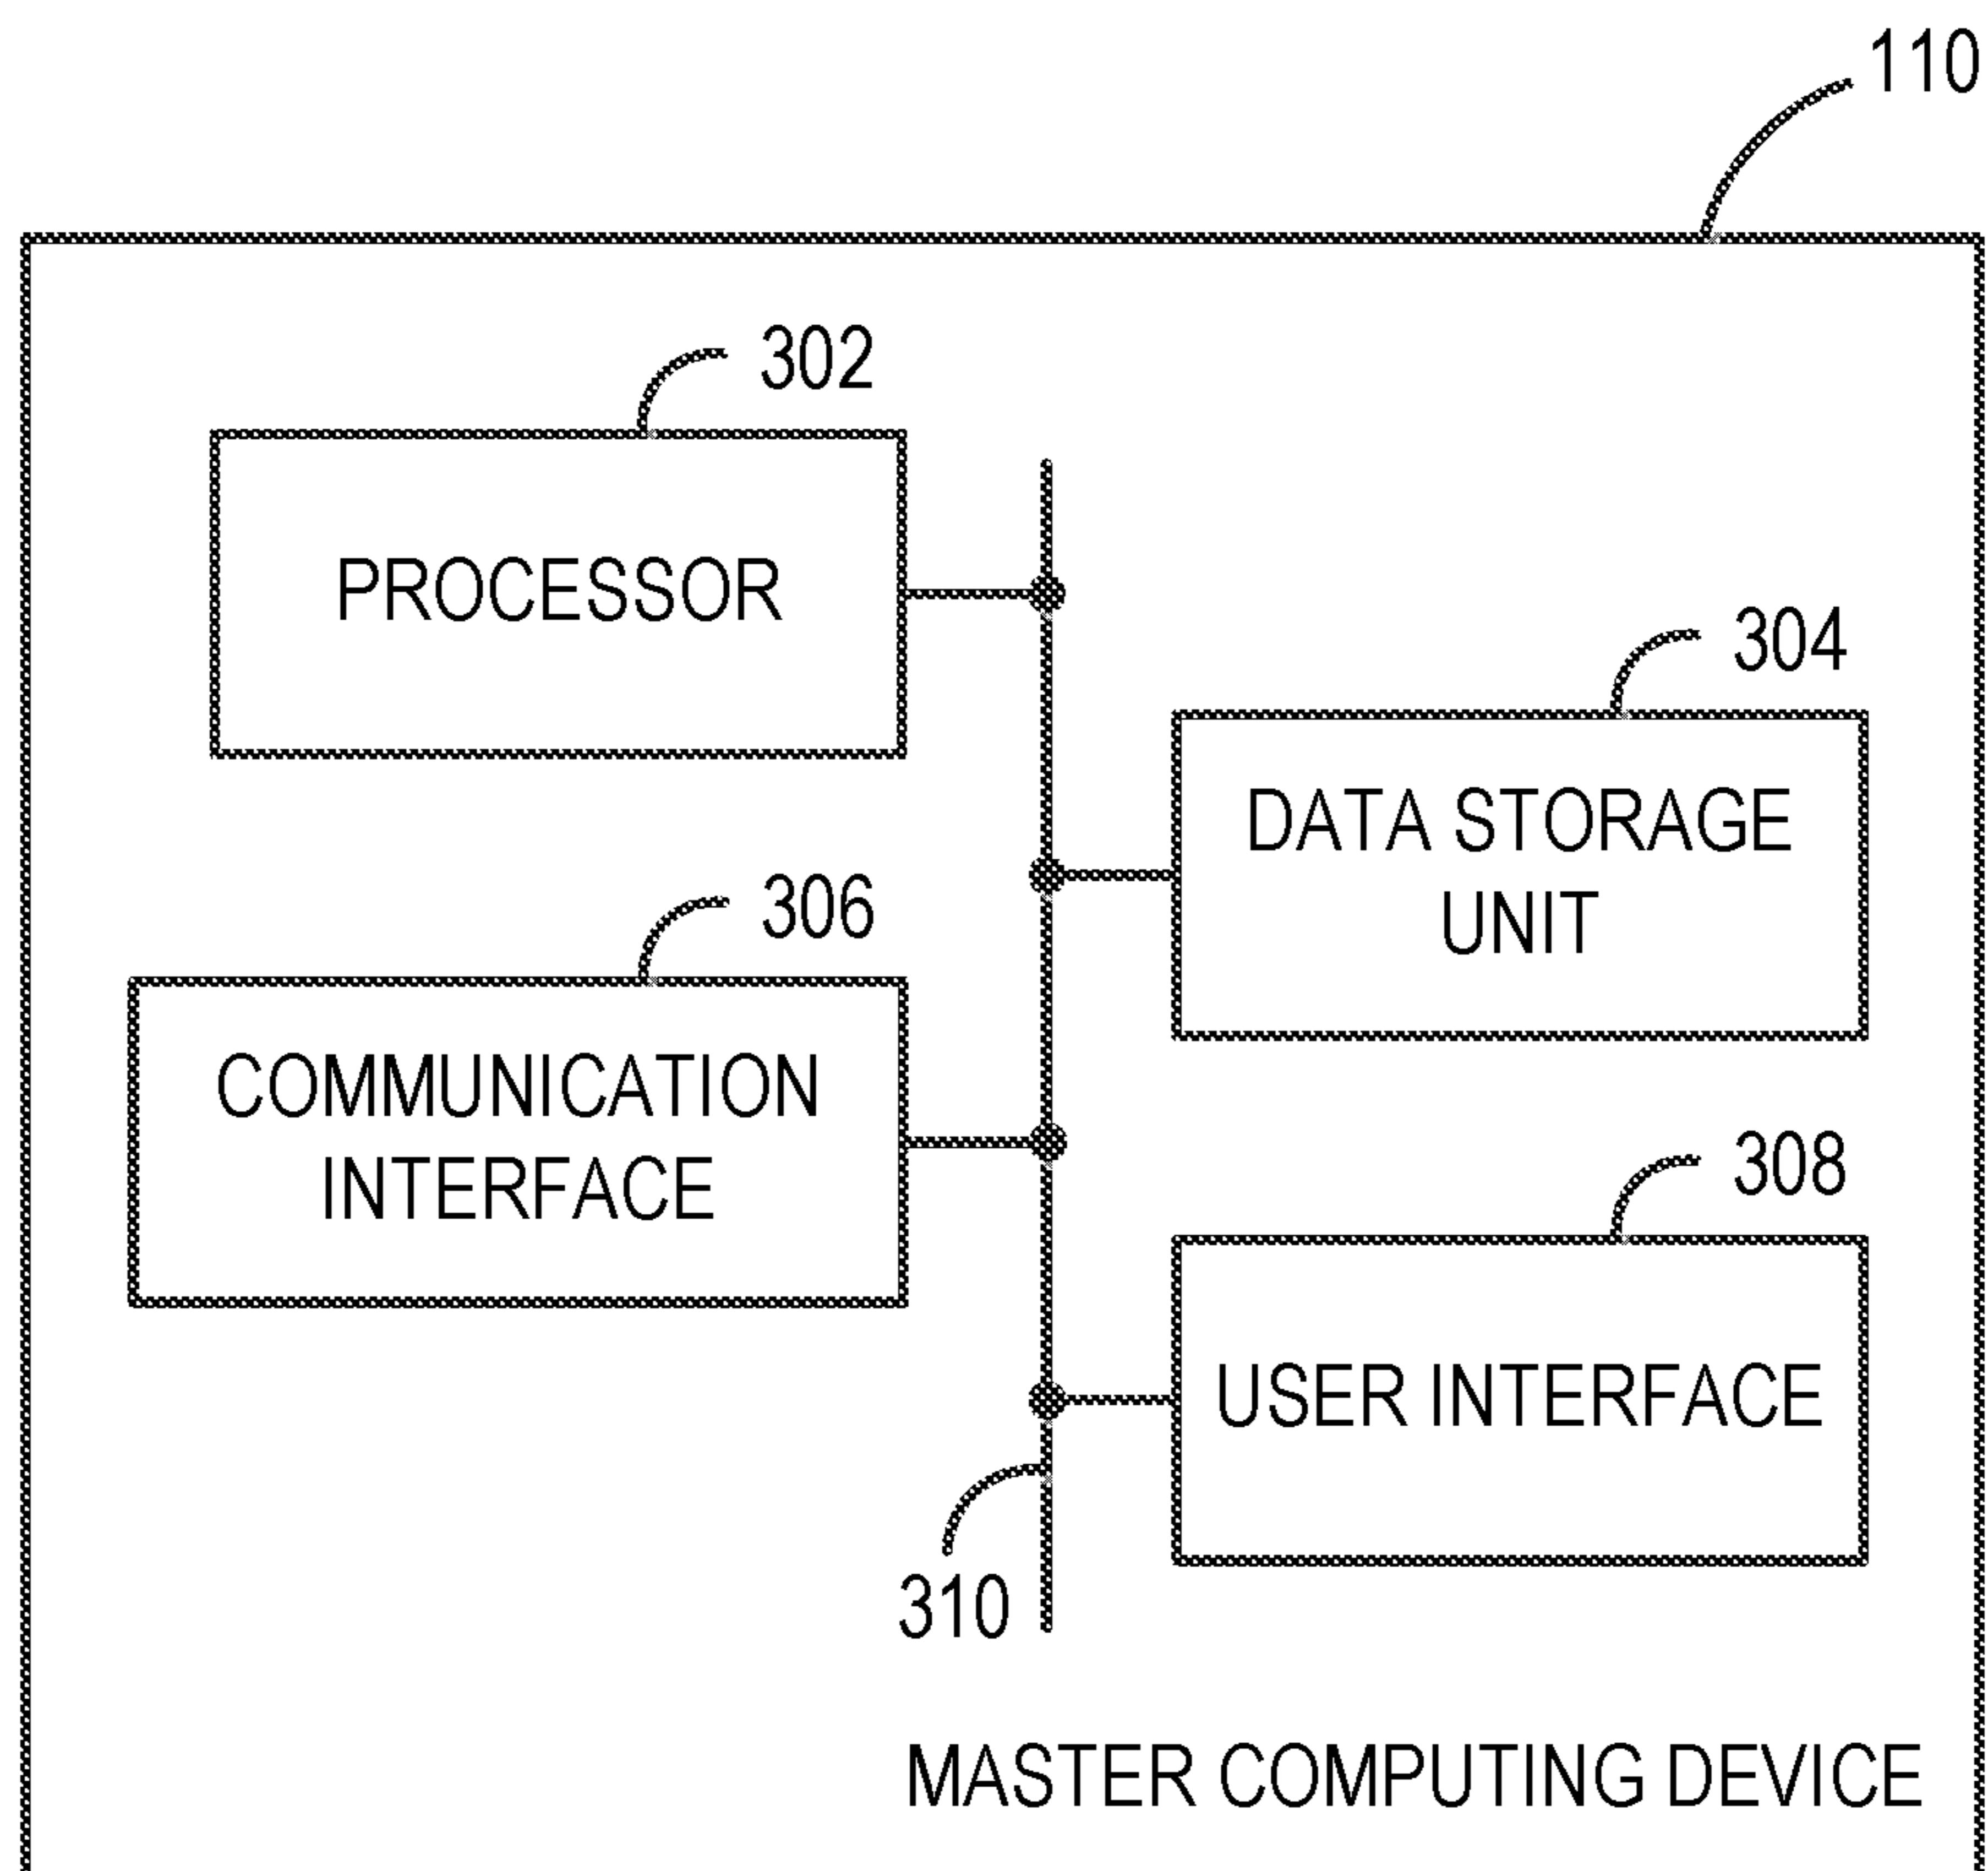 110
302
PROCESSOR
304
DATA STORAGE
UNIT
306
COMMUNICATION
INTERFACE
308
USER INTERFACE
310
MASTER COMPUTING DEVICE